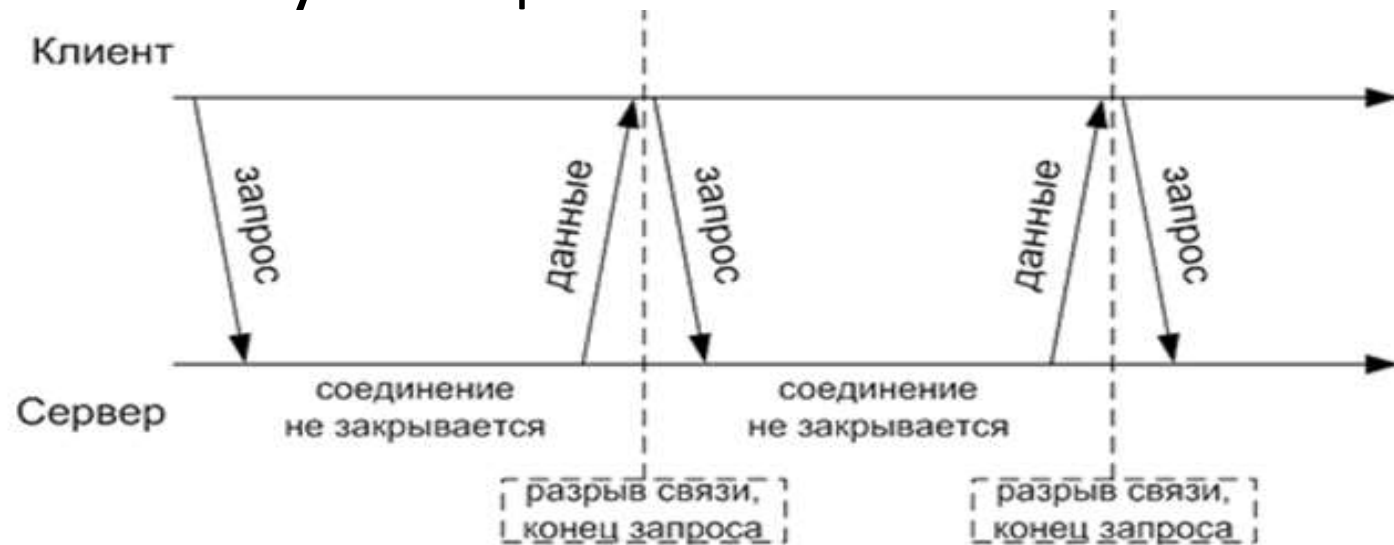 Клиент
запрос
данные
запрос
данные
запрос
Сервер
соединение
не закрывается
соединение
не закрывается
разрыв связи,
конец запроса
разрыв связи,
конец запроса